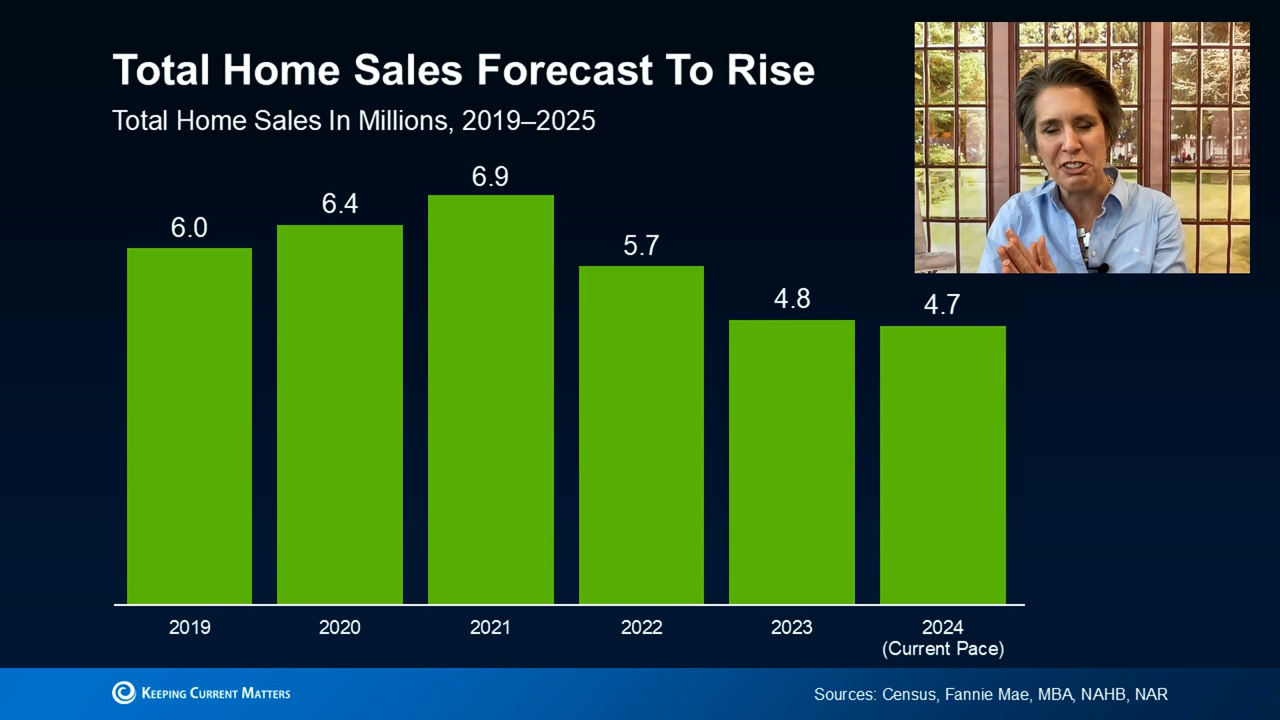 Total Home Sales Forecast To Rise
Total Home Sales In Millions, 2019–2025
6.0
6.4
6.9
5.7
4.8
4.7
2019
2020
2021
2022
2023
2024
(Current Pace)
Keeping Current Matters
Sources: Census, Fannie Mae, MBA, NAHB, NAR